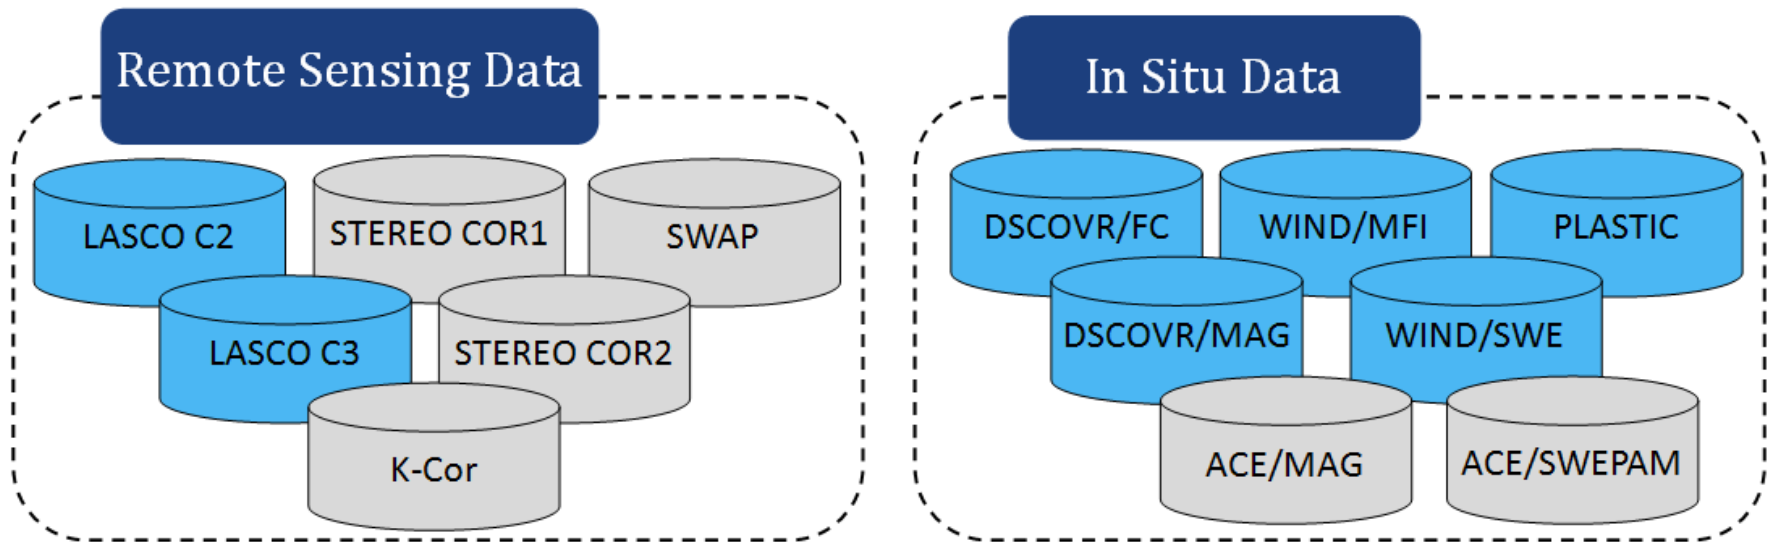 Remote Sensing Data
LASCO C2
STEREO COR1
SWAP
LASCO C3
STEREO COR2
K-Cor
In Situ Data
DSCOVR/FC
WIND/MFI
PLASTIC
DSCOVR/MAG
WIND/SWE
ACE/MAG
ACE/SWEPAM